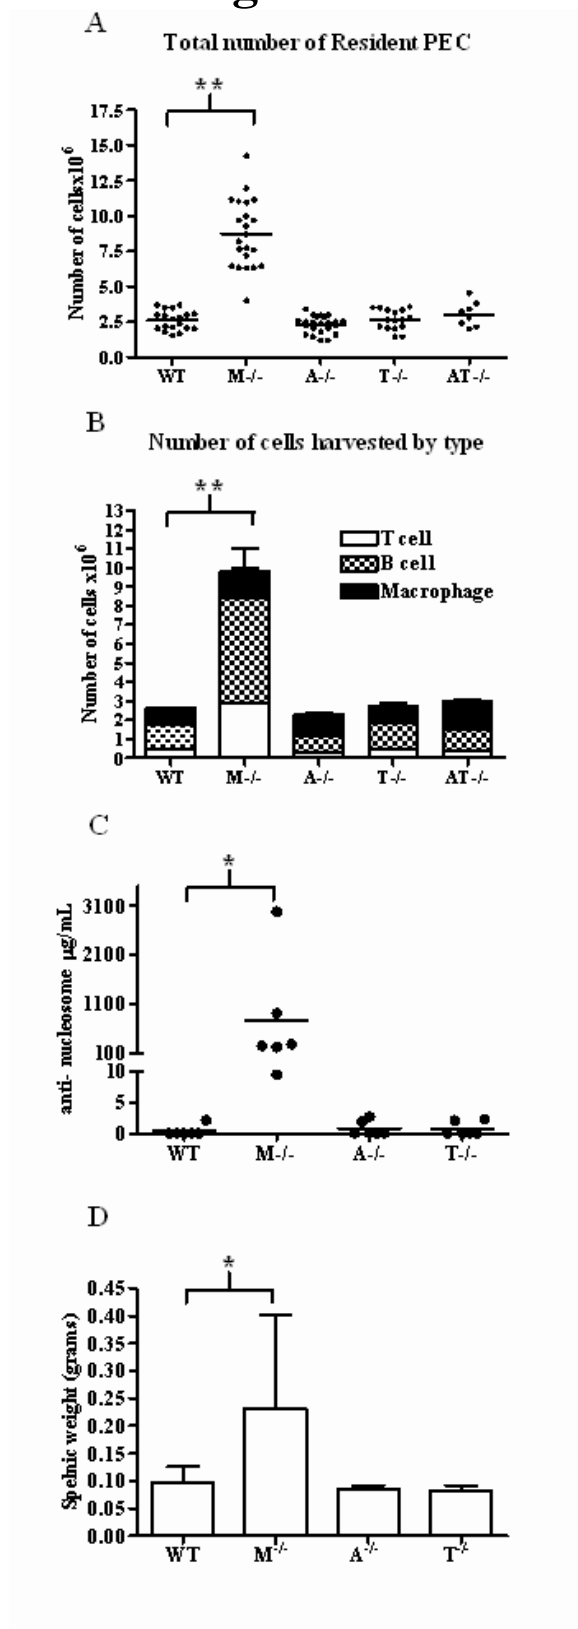 g
A
Total number of Resident PEC
**
Number of cellsx10^6
17.5
15.0
12.5
10.0
7.5
5.0
2.5
0.0
WT M-/- A-/- T-/- AT-/-
B
Number of cells harvested by type
**
Number of cells x10^6
13
12
11
10
9
8
7
6
5
4
3
2
1
0
T cell
B cell
Macrophage
WT M-/- A-/- T-/- AT-/-
C
*
anti- nucleosome µg/mL
3100
2100
1100
100
10
5
0
WT M-/- A-/- T-/-
D
*
Spelnic weight (grams)
0.45
0.40
0.35
0.30
0.25
0.20
0.15
0.10
0.05
0.00
WT M-/- A-/- T-/-